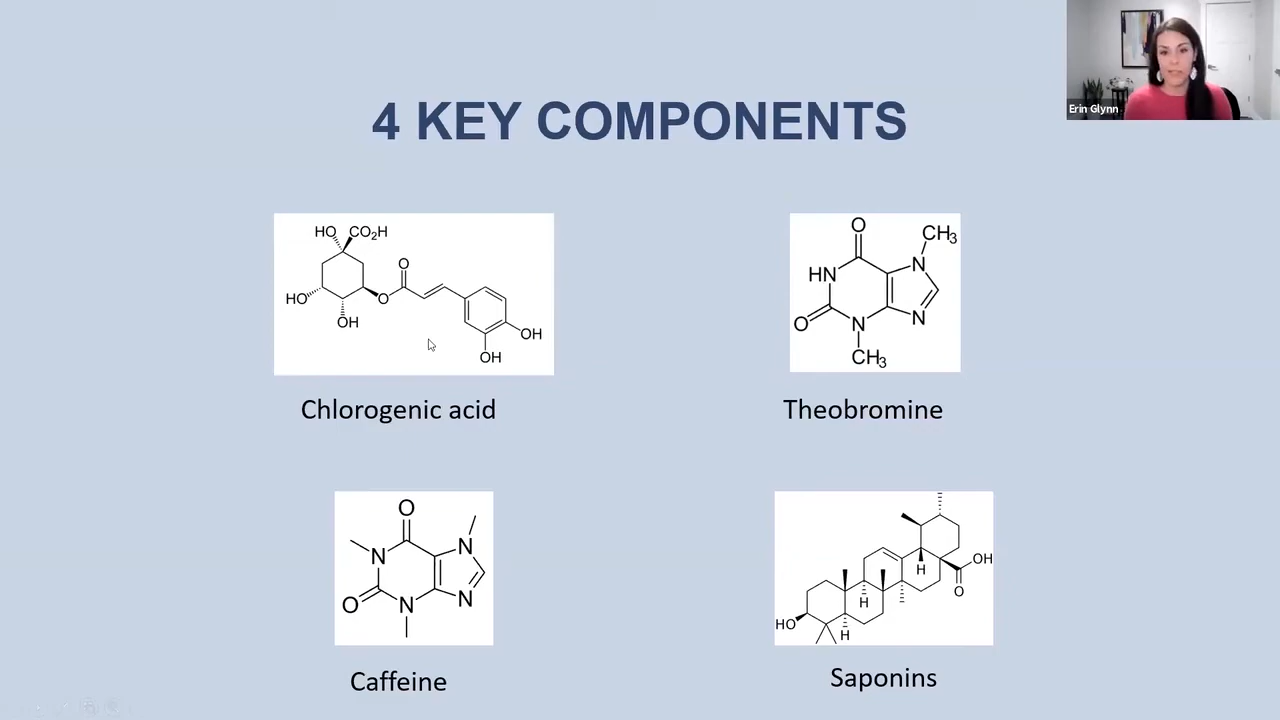 4 KEY COMPONENTS
Erin Glynn
HO CO2H
O
HO O
OH
OH
OH
Chlorogenic acid
O CH3
HN N
O N N
CH3
Theobromine
O
N N
O N N
Caffeine
H OH
O
H
HO H
Saponins